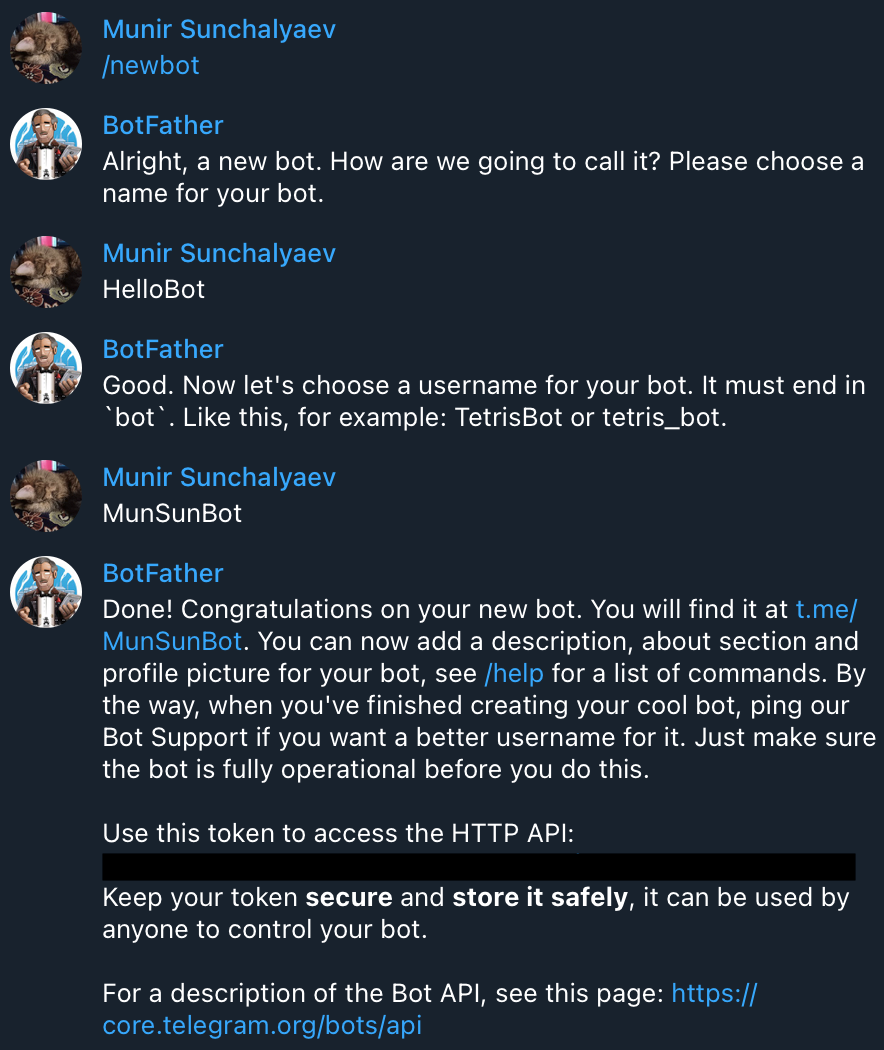 Munir Sunchalyaev
/newbot
BotFather
Alright, a new bot. How are we going to call it? Please choose a
name for your bot.
Munir Sunchalyaev
HelloBot
BotFather
Good. Now let's choose a username for your bot. It must end in
`bot`. Like this, for example: TetrisBot or tetris_bot.
Munir Sunchalyaev
MunSunBot
BotFather
Done! Congratulations on your new bot. You will find it at t.me/
MunSunBot. You can now add a description, about section and
profile picture for your bot, see /help for a list of commands. By
the way, when you've finished creating your cool bot, ping our
Bot Support if you want a better username for it. Just make sure
the bot is fully operational before you do this.
Use this token to access the HTTP API:
Keep your token secure and store it safely, it can be used by
anyone to control your bot.
For a description of the Bot API, see this page: https://
core.telegram.org/bots/api